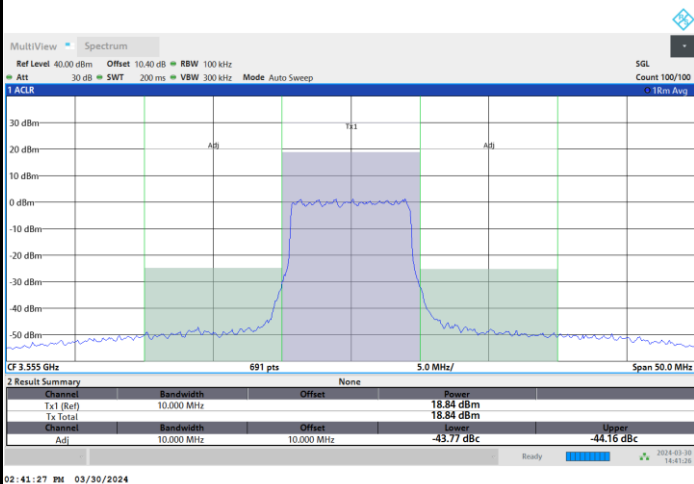 MultiView Spectrum
Ref Level 40.00 dBm Offset 10.40 dB RBW 100 kHz SGL
Att 30 dB SWT 200 ms VBW 300 kHz Mode Auto Sweep Count 100/100
1 ACLR 1Rm Avg
30 dBm
Tx1
20 dBm Adj Adj
10 dBm
0 dBm
-10 dBm
-20 dBm
-30 dBm
-40 dBm
-50 dBm
CF 3.555 GHz 691 pts 5.0 MHz/ Span 50.0 MHz
2 Result Summary None
Channel Bandwidth Offset Power
Tx1 (Ref) 10.000 MHz 18.84 dBm
Tx Total 18.84 dBm
Channel Bandwidth Offset Lower Upper
Adj 10.000 MHz 10.000 MHz -43.77 dBc -44.16 dBc
Ready 2024-03-30
14:41:26
02:41:27 PM 03/30/2024